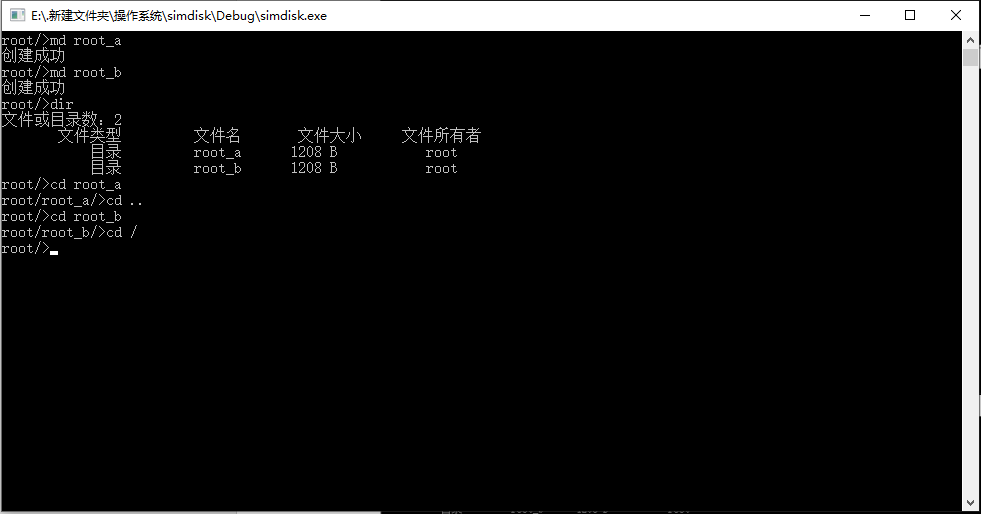 E:\.新建文件夹\操作系统\simdisk\Debug\simdisk.exe
root/>md root_a
创建成功
root/>md root_b
创建成功
root/>dir
文件或目录数：2
文件类型 文件名 文件大小 文件所有者
目录 root_a 1208 B root
目录 root_b 1208 B root
root/>cd root_a
root/root_a/>cd ..
root/>cd root_b
root/root_b/>cd /
root/>